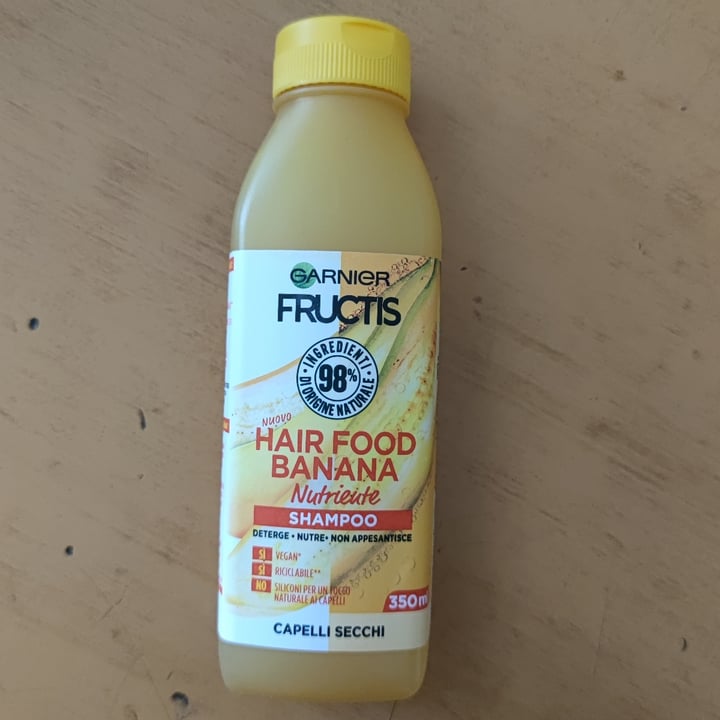 GARNIER
FRUCTIS
INGREDIENTI
98%
DI ORIGINE NATURALE
NUOVO
HAIR FOOD
BANANA
Nutriente
SHAMPOO
DETERGE • NUTRE • NON APPESANTISCE
SÌ VEGAN*
SÌ RICICLABILE**
NO SILICONI PER UN TOCCO
NATURALE AI CAPELLI
350 ml
CAPELLI SECCHI